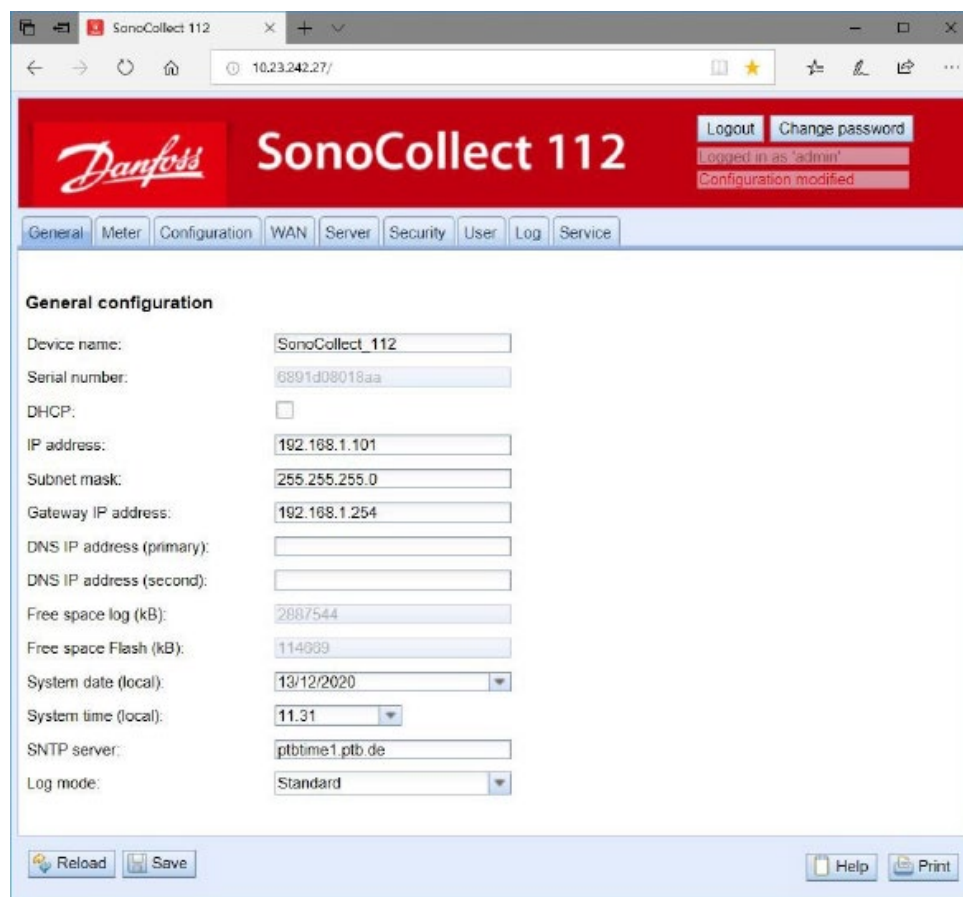 SonoCollect 112
10.23.242.27/
Danfoss
SonoCollect 112
Logout Change password
Logged in as 'admin'
Configuration modified
General Meter Configuration WAN Server Security User Log Service
General configuration
Device name: SonoCollect_112
Serial number: 6891d08018aa
DHCP:
IP address: 192.168.1.101
Subnet mask: 255.255.255.0
Gateway IP address: 192.168.1.254
DNS IP address (primary):
DNS IP address (second):
Free space log (kB): 2887544
Free space Flash (kB):
System date (local): 13/12/2020
System time (local): 11.31
SNTP server: ptbtime1.ptb.de
Log mode: Standard
Reload Save Help Print